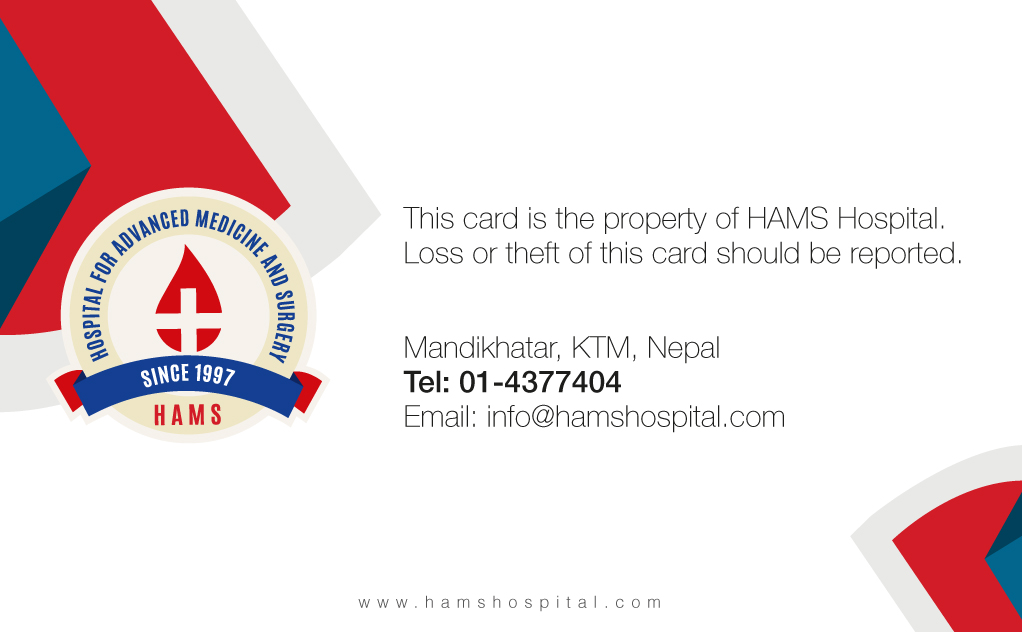 HOSPITAL FOR ADVANCED MEDICINE AND SURGERY
SINCE 1997
HAMS
This card is the property of HAMS Hospital.
Loss or theft of this card should be reported.
Mandikhatar, KTM, Nepal
Tel: 01-4377404
Email: info@hamshospital.com
www.hamshospital.com